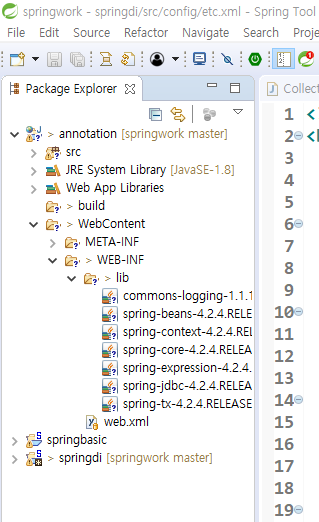 springwork - springdi/src/config/etc.xml - Spring Tool
File Edit Source Refactor Navigate Search Proje
Package Explorer
Collect
> annotation [springwork master]
> src
JRE System Library [JavaSE-1.8]
Web App Libraries
> build
> WebContent
META-INF
> WEB-INF
> lib
commons-logging-1.1.1
spring-beans-4.2.4.RELE
spring-context-4.2.4.REL
spring-core-4.2.4.RELEA
spring-expression-4.2.4
spring-jdbc-4.2.4.RELEA
spring-tx-4.2.4.RELEASE
web.xml
springbasic
> springdi [springwork master]
1 <
2 <
3
4
5
6
7
8
9
10
11
12
13
14
15
16
17
18
19